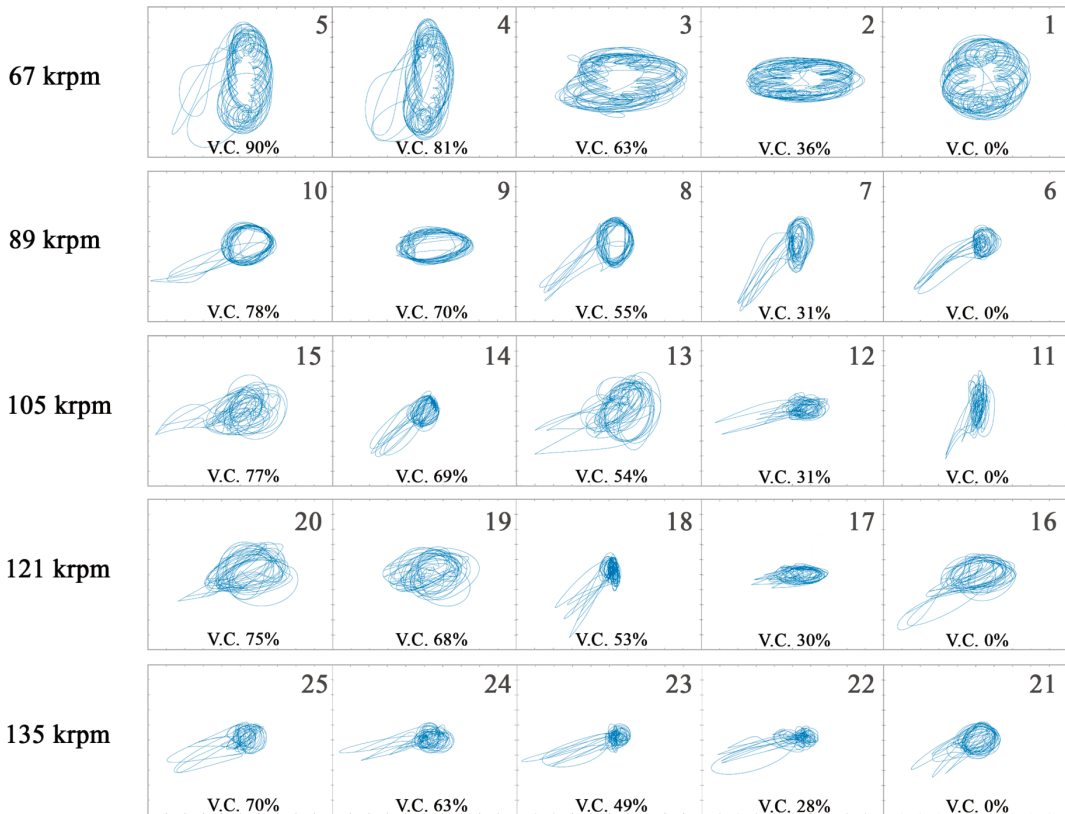 5 4 3 2 1
67 krpm
V.C. 90% V.C. 81% V.C. 63% V.C. 36% V.C. 0%
10 9 8 7 6
89 krpm
V.C. 78% V.C. 70% V.C. 55% V.C. 31% V.C. 0%
15 14 13 12 11
105 krpm
V.C. 77% V.C. 69% V.C. 54% V.C. 31% V.C. 0%
20 19 18 17 16
121 krpm
V.C. 75% V.C. 68% V.C. 53% V.C. 30% V.C. 0%
25 24 23 22 21
135 krpm
V.C. 70% V.C. 63% V.C. 49% V.C. 28% V.C. 0%